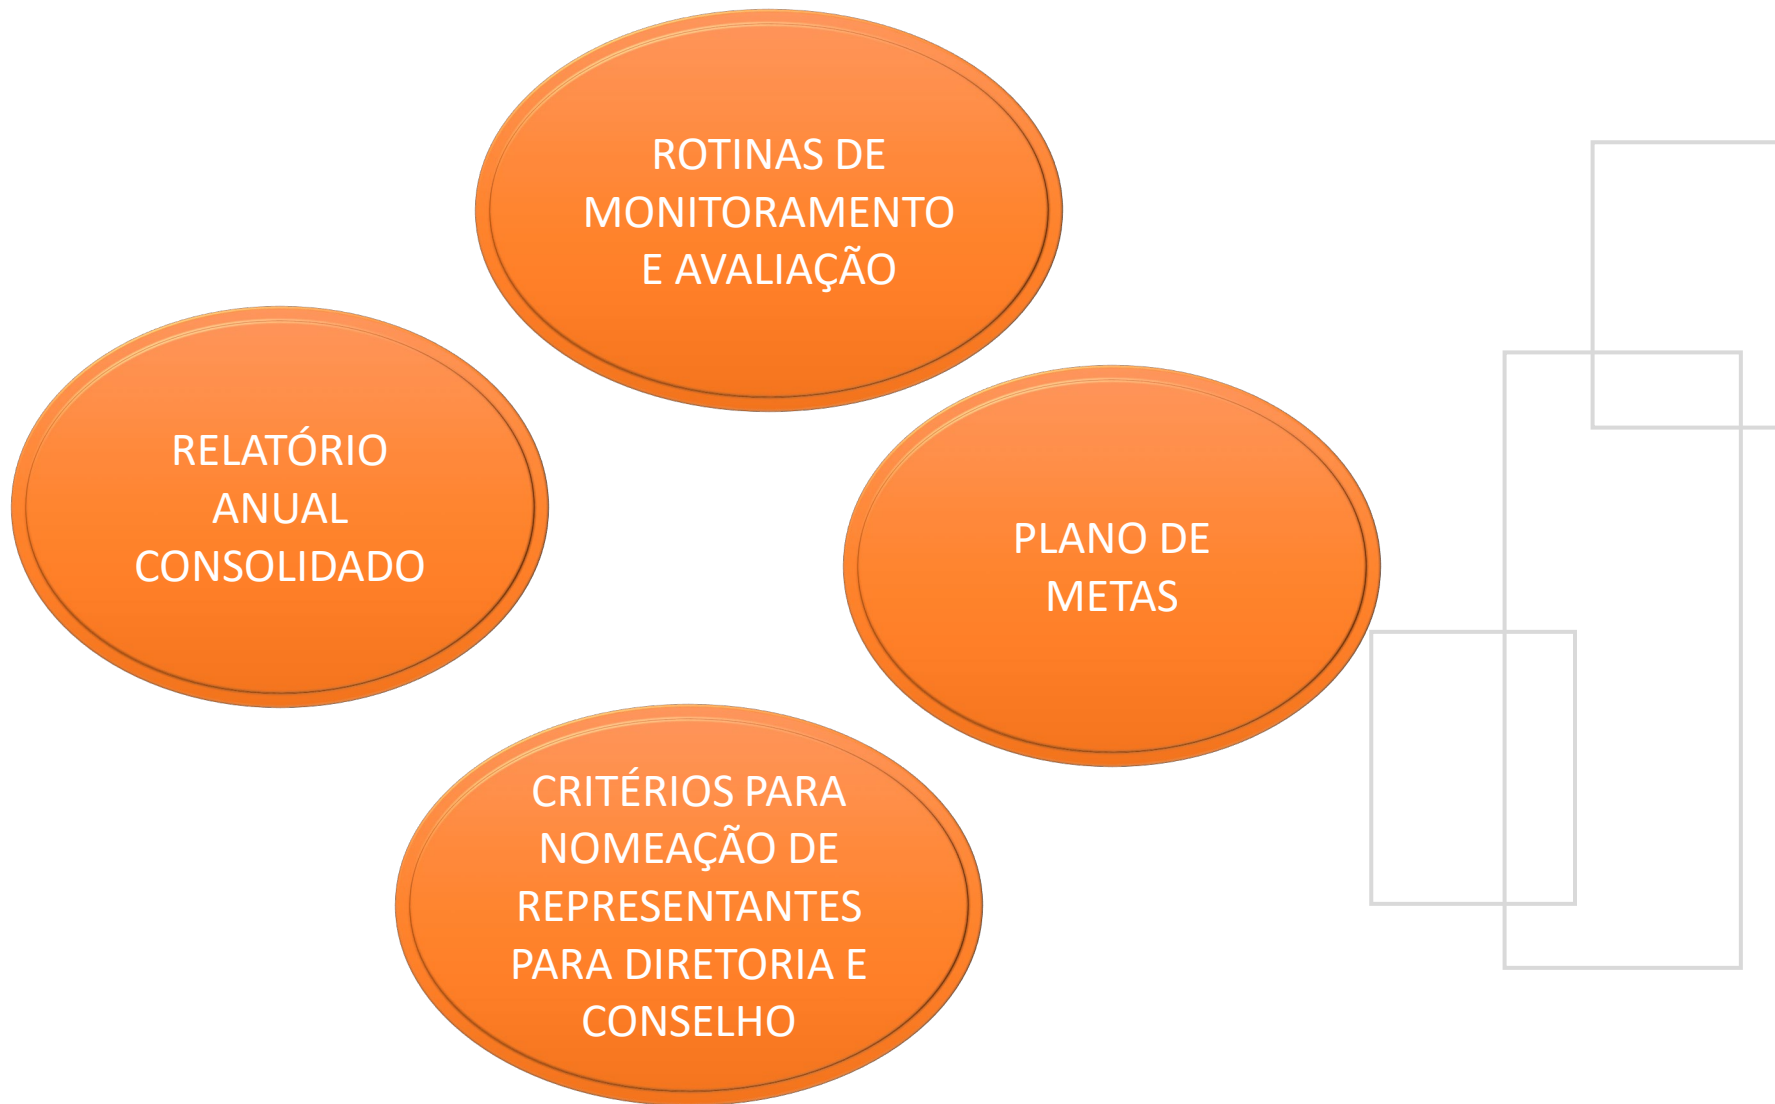 ROTINAS DE
MONITORAMENTO
E AVALIAÇÃO
RELATÓRIO
ANUAL
CONSOLIDADO
PLANO DE
METAS
CRITÉRIOS PARA
NOMEAÇÃO DE
REPRESENTANTES
PARA DIRETORIA E
CONSELHO